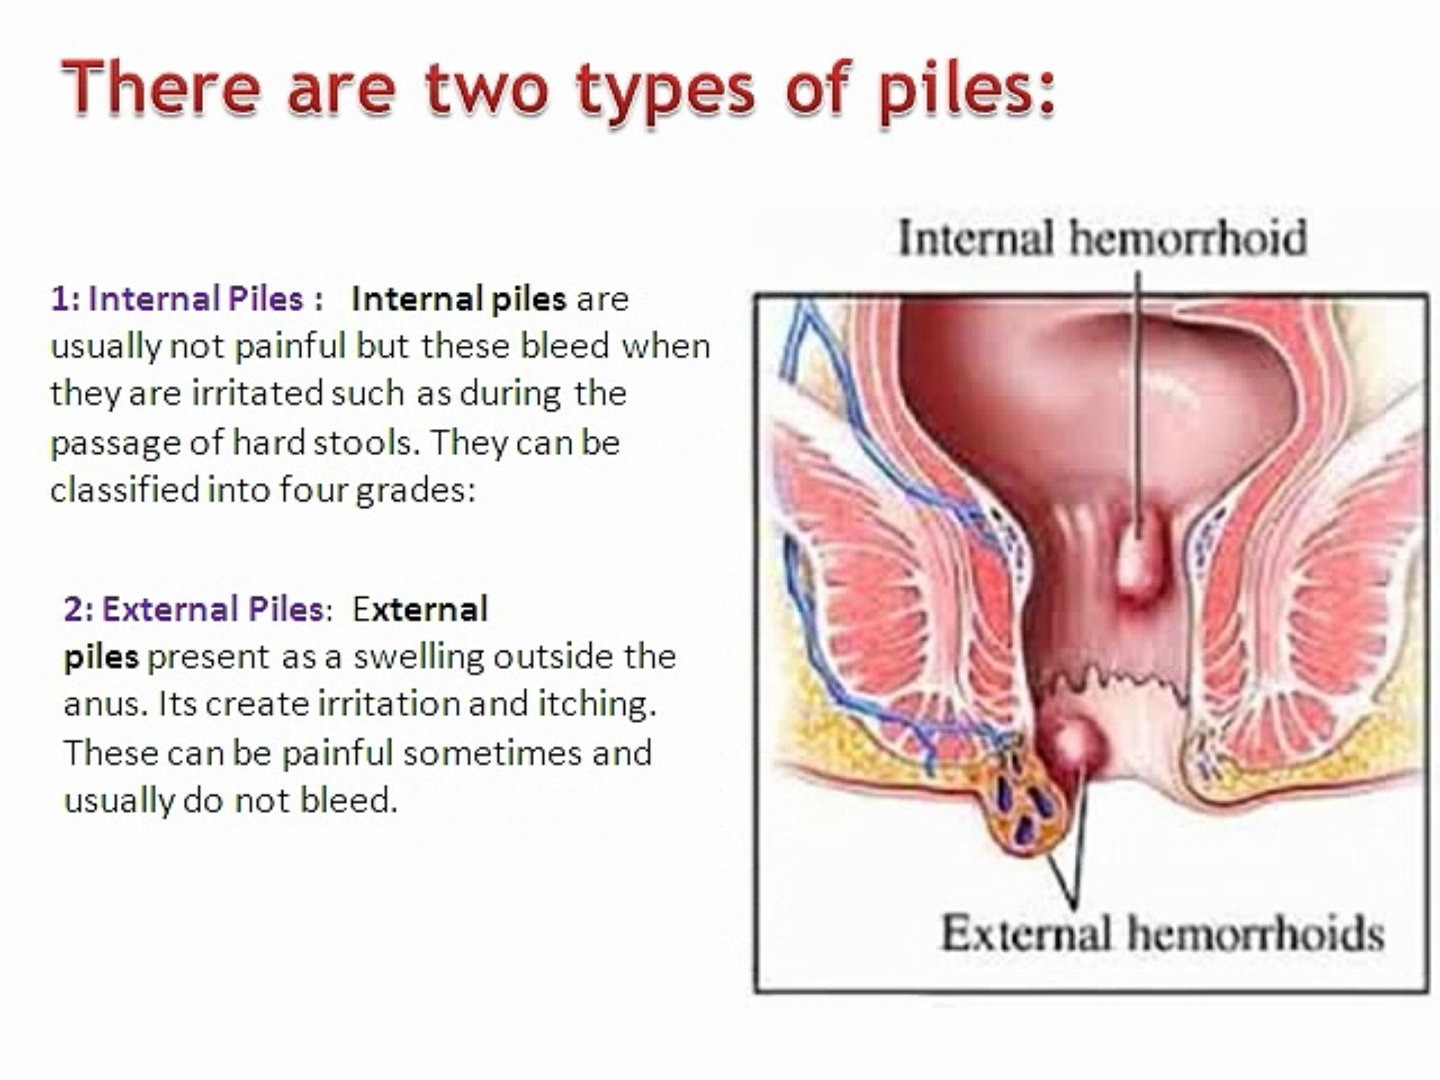 There are two types of piles:
Internal hemorrhoid
1: Internal Piles :   Internal piles are
usually not painful but these bleed when
they are irritated such as during the
passage of hard stools. They can be
classified into four grades:
2: External Piles:  External
piles present as a swelling outside the
anus. Its create irritation and itching.
These can be painful sometimes and
usually do not bleed.
External hemorrhoids